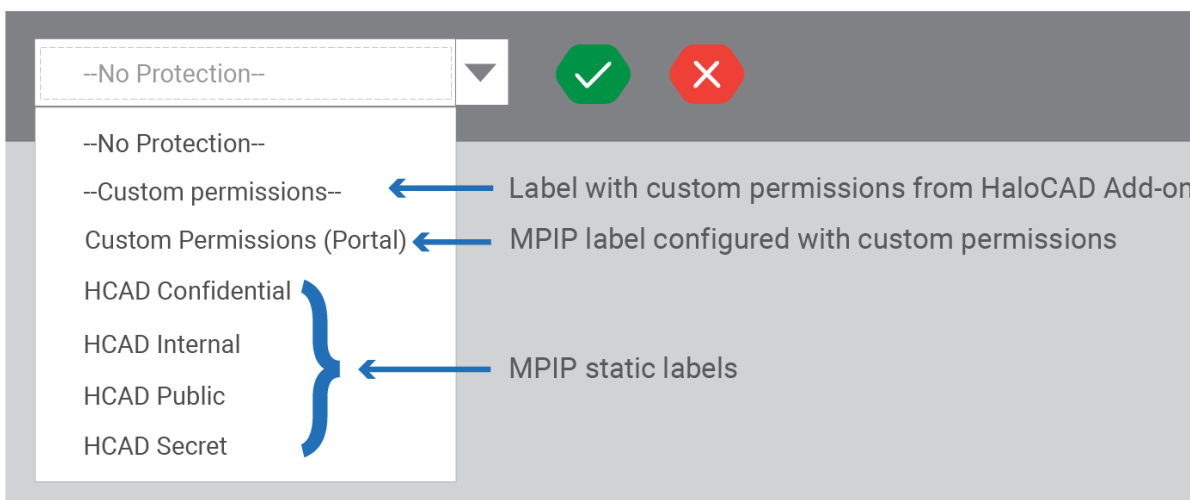 --No Protection--
--No Protection--
--Custom permissions--
Label with custom permissions from HaloCAD Add-on
Custom Permissions (Portal)
MPIP label configured with custom permissions
HCAD Confidential
HCAD Internal
MPIP static labels
HCAD Public
HCAD Secret